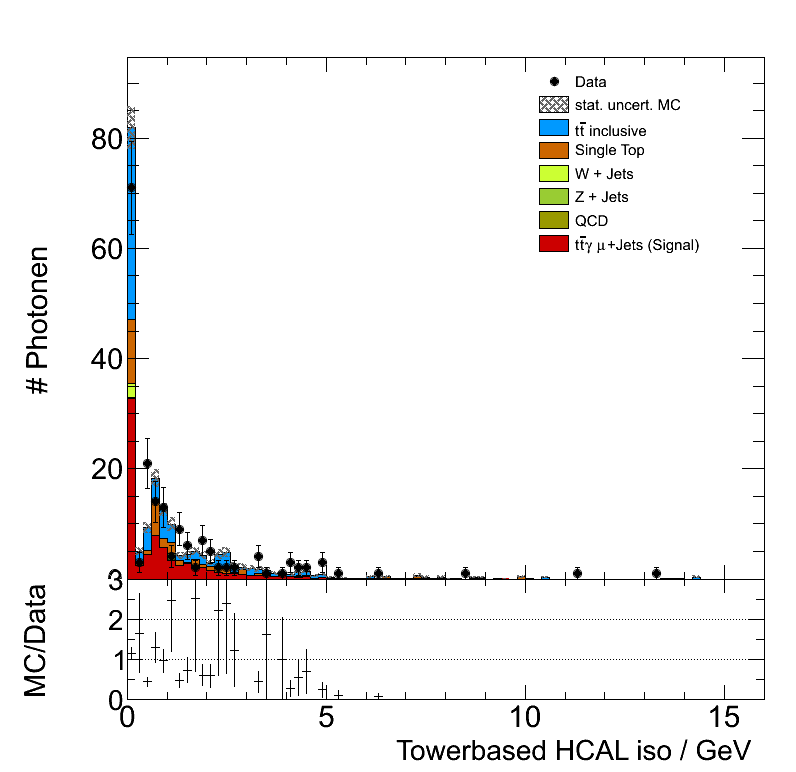 # Photonen
80
60
40
20
0
Data
stat. uncert. MC
tt̅ inclusive
Single Top
W + Jets
Z + Jets
QCD
tt̅γ μ+Jets (Signal)
MC/Data
3
2
1
0
0 5 10 15
Towerbased HCAL iso / GeV